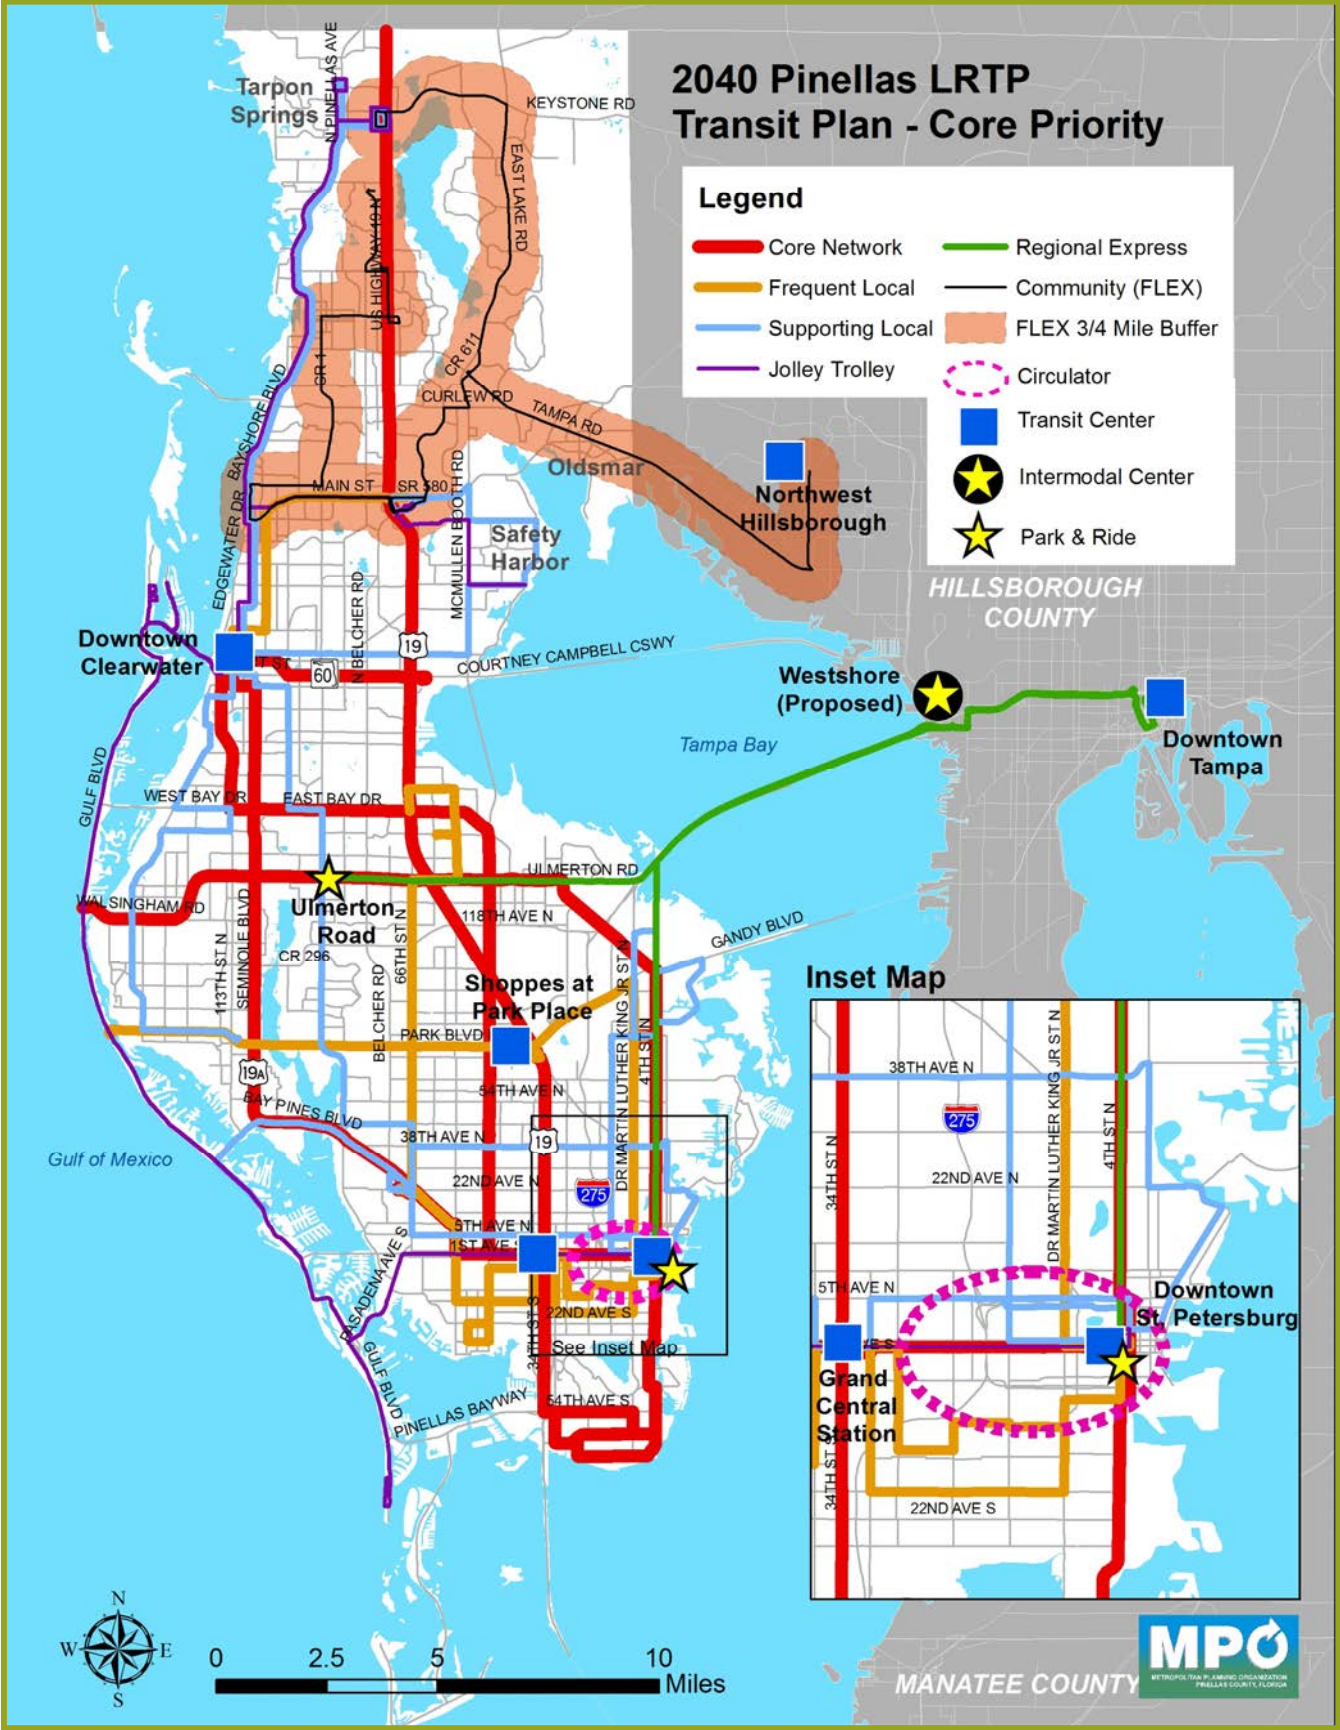 2040 Pinellas LRTP
Transit Plan - Core Priority
Legend
Core Network
Frequent Local
Supporting Local
Jolley Trolley
Regional Express
Community (FLEX)
FLEX 3/4 Mile Buffer
Circulator
Transit Center
Intermodal Center
Park & Ride
Tarpon
Springs
N PINELLAS AVE
KEYSTONE RD
EAST LAKE RD
US HIGHWAY 19 N
CR 1
CR 611
CURLEW RD
TAMPA RD
Oldsmar
BAYSHORE BLVD
MAIN ST
SR 580
EDGEWATER DR
MCMULLEN BOOTH RD
Safety
Harbor
Northwest
Hillsborough
HILLSBOROUGH
COUNTY
N BELCHER RD
Downtown
Clearwater
T ST
60
19
COURTNEY CAMPBELL CSWY
Westshore
(Proposed)
Downtown
Tampa
Tampa Bay
GULF BLVD
WEST BAY DR
EAST BAY DR
ULMERTON RD
WALSINGHAM RD
Ulmerton
Road
118TH AVE N
GANDY BLVD
113TH ST N
SEMINOLE BLVD
CR 296
66TH ST N
BELCHER RD
Shoppes at
Park Place
PARK BLVD
DR MARTIN LUTHER KING JR ST N
4TH ST N
19A
54TH AVE N
BAY PINES BLVD
38TH AVE N
19
22ND AVE N
275
Gulf of Mexico
5TH AVE N
1ST AVE S
PASADENA AVE S
22ND AVE S
34TH ST S
See Inset Map
GULF BLVD
54TH AVE S
PINELLAS BAYWAY
Inset Map
38TH AVE N
275
34TH ST N
22ND AVE N
DR MARTIN LUTHER KING JR ST N
4TH ST N
5TH AVE N
Downtown
St. Petersburg
E S
Grand
Central
Station
34TH ST S
22ND AVE S
N
W
E
S
0
2.5
5
10
Miles
MANATEE COUNTY
MPO
METROPOLITAN PLANNING ORGANIZATION
PINELLAS COUNTY, FLORIDA